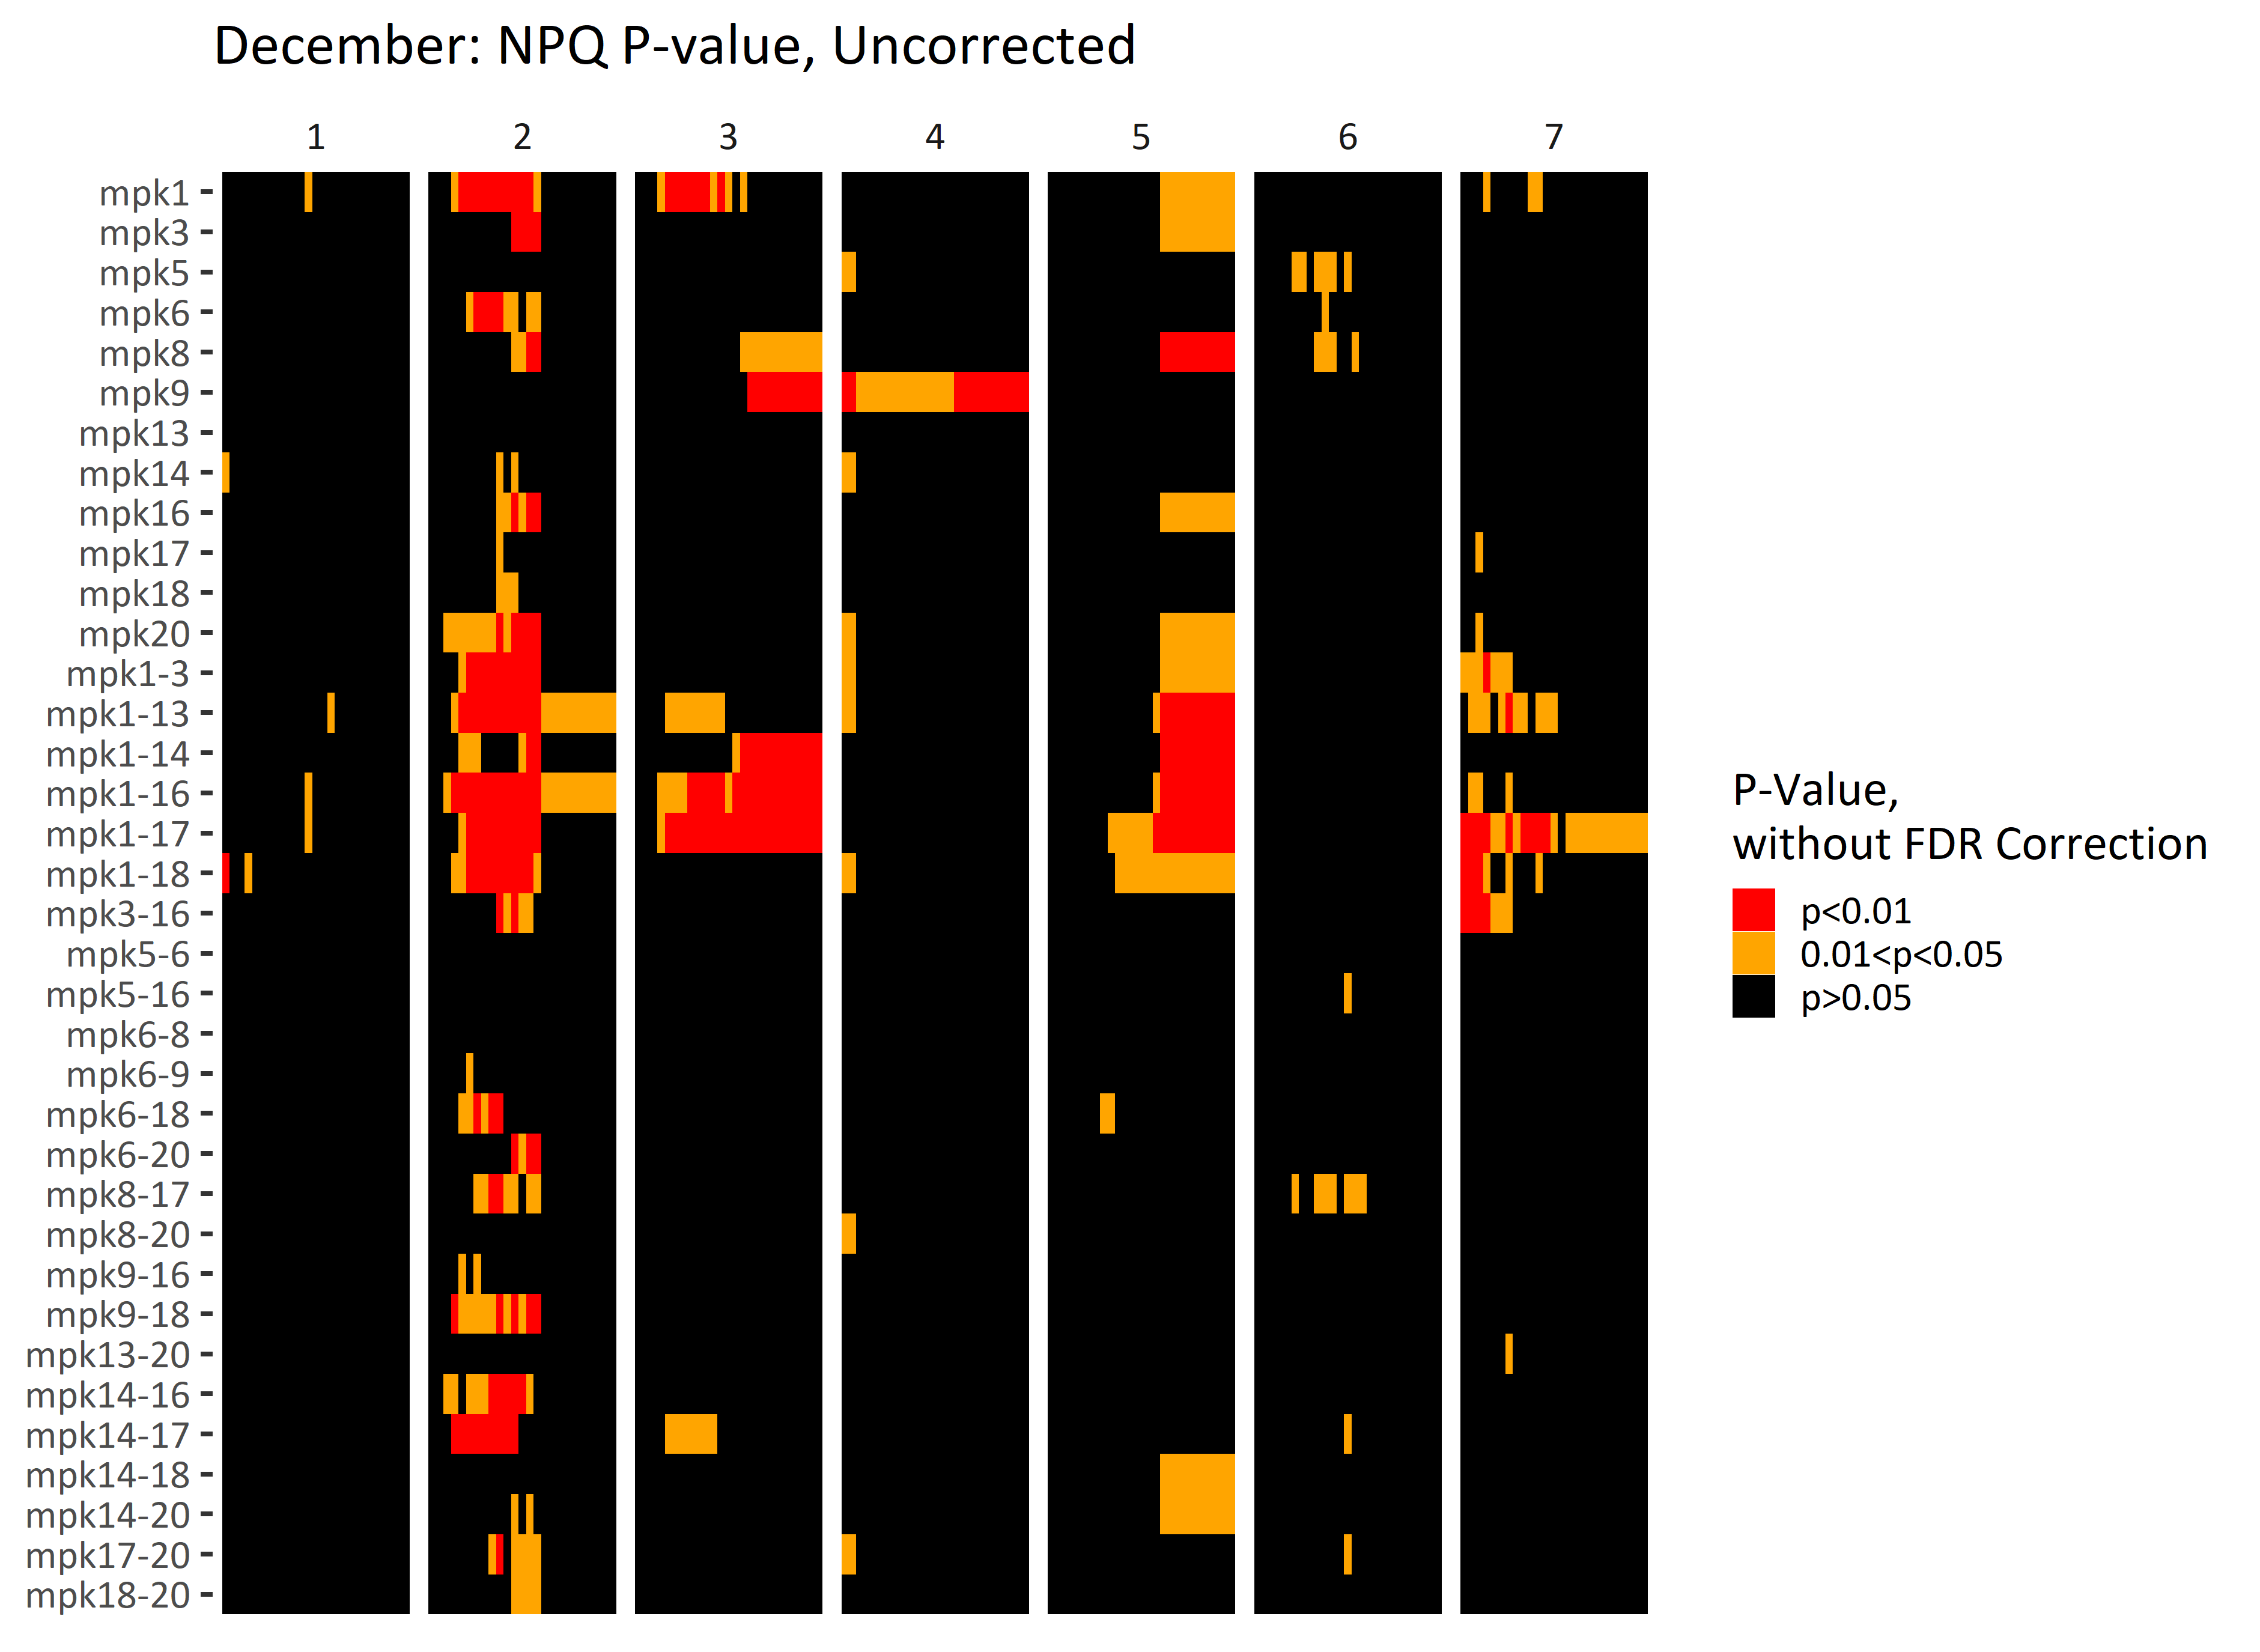 December: NPQ P-value, Uncorrected
1 2 3 4 5 6 7
mpk1
mpk3
mpk5
mpk6
mpk8
mpk9
mpk13
mpk14
mpk16
mpk17
mpk18
mpk20
mpk1-3
mpk1-13
mpk1-14
mpk1-16
mpk1-17
mpk1-18
mpk3-16
mpk5-6
mpk5-16
mpk6-8
mpk6-9
mpk6-18
mpk6-20
mpk8-17
mpk8-20
mpk9-16
mpk9-18
mpk13-20
mpk14-16
mpk14-17
mpk14-18
mpk14-20
mpk17-20
mpk18-20
P-Value,
without FDR Correction
p<0.01
0.01<p<0.05
p>0.05